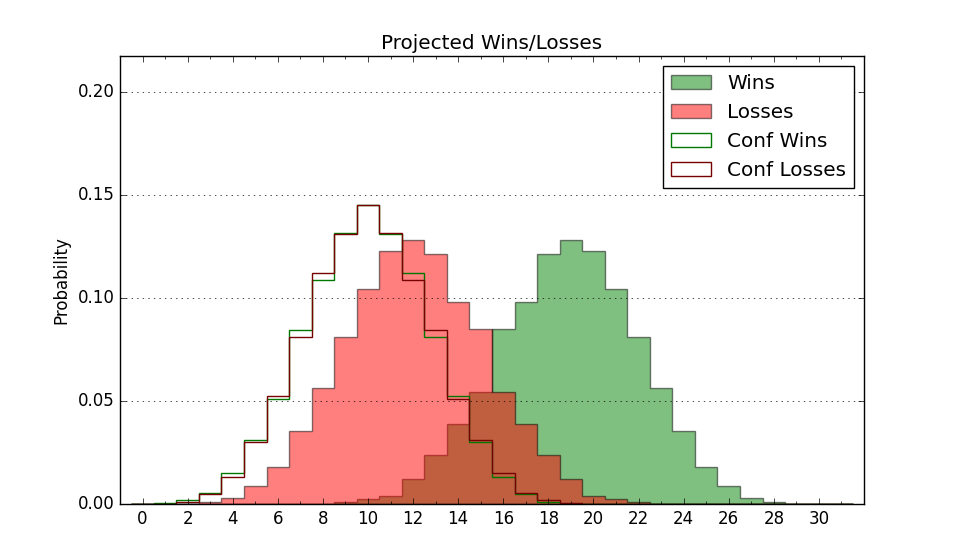 Projected Wins/Losses
0.20
0.15
0.10
0.05
0.00
Probability
Wins
Losses
Conf Wins
Conf Losses
0 2 4 6 8 10 12 14 16 18 20 22 24 26 28 30